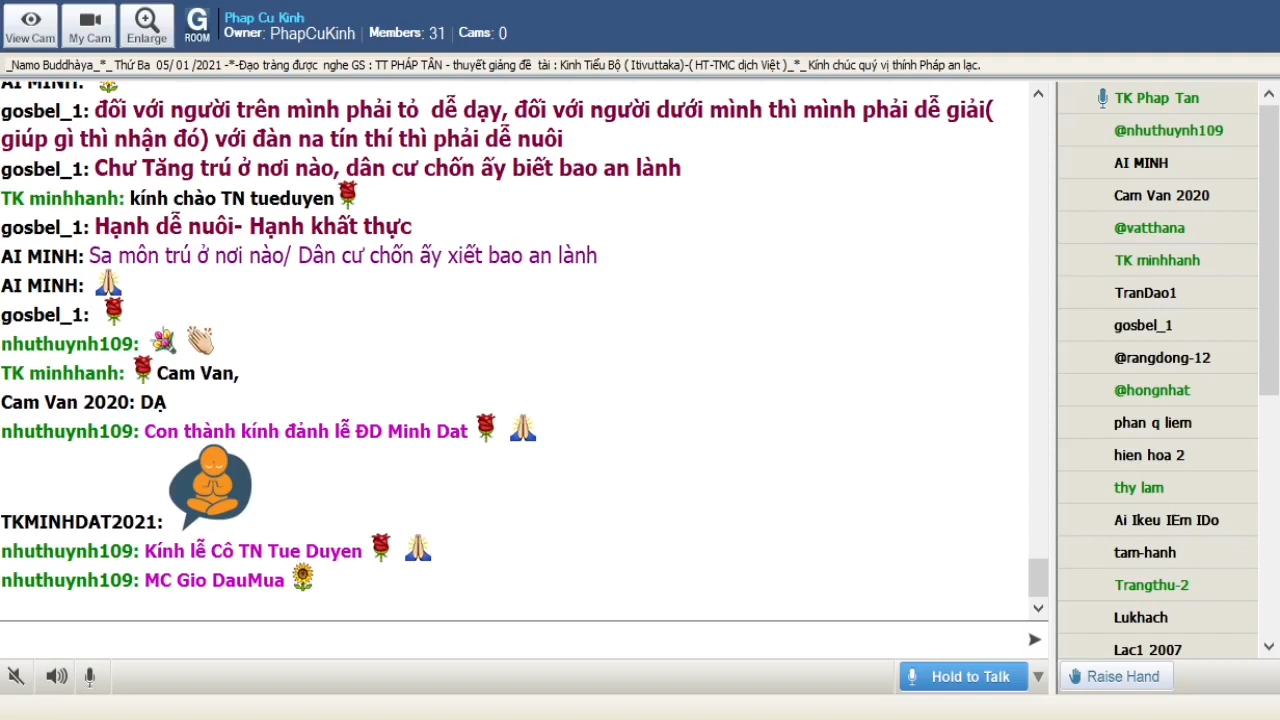 Phap Cu Kinh
G ROOM
Owner: PhapCuKinh Members: 31 Cams: 0
View Cam My Cam Enlarge
_Namo Buddhàya_*_ Thứ Ba 05/ 01 /2021 -*-Đạo tràng được nghe GS : TT PHÁP TÂN - thuyết giảng đề tài : Kinh Tiểu Bộ ( Itivuttaka)-( HT-TMC dịch Việt )_*_ Kính chúc quý vị thính Pháp an lạc.
AI MINH:
gosbel_1: đối với người trên mình phải tỏ dễ dạy, đối với người dưới mình thì mình phải dễ giải(
giúp gì thì nhận đó) với đàn na tín thí thì phải dễ nuôi
gosbel_1: Chư Tăng trú ở nơi nào, dân cư chốn ấy biết bao an lành
TK minhhanh: kính chào TN tueduyen
gosbel_1: Hạnh dễ nuôi- Hạnh khất thực
AI MINH: Sa môn trú ở nơi nào/ Dân cư chốn ấy xiết bao an lành
AI MINH:
gosbel_1:
nhuthuynh109:
TK minhhanh: Cam Van,
Cam Van 2020: DẠ
nhuthuynh109: Con thành kính đảnh lễ ĐD Minh Dat
TKMINHDAT2021:
nhuthuynh109: Kính lễ Cô TN Tue Duyen
nhuthuynh109: MC Gio DauMua
TK Phap Tan
@nhuthuynh109
AI MINH
Cam Van 2020
@vatthana
TK minhhanh
TranDao1
gosbel_1
@rangdong-12
@hongnhat
phan q liem
hien hoa 2
thy lam
Ai Ikeu IEm IDo
tam-hanh
Trangthu-2
Lukhach
Lac1 2007
Hold to Talk
Raise Hand